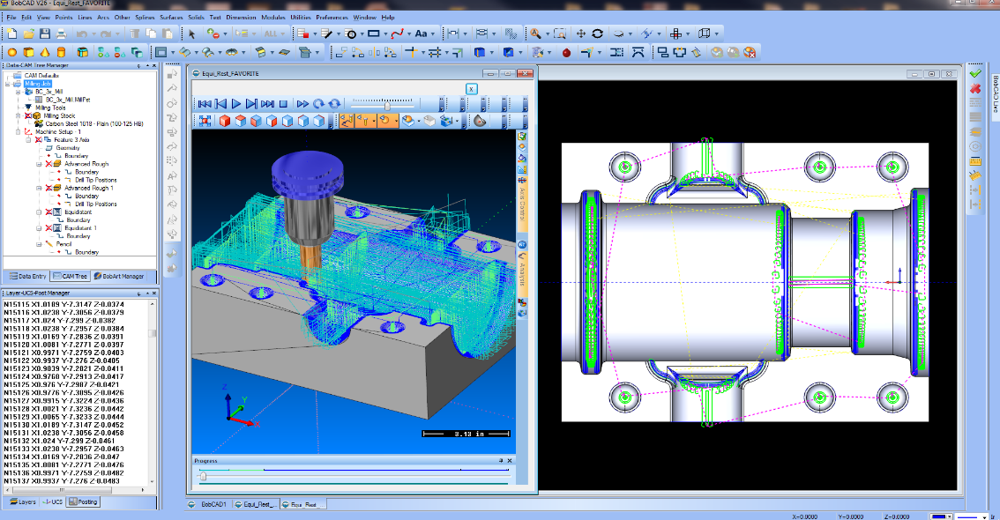 BobCAD V26 - Equi_Rest_FAVORITE
File Edit View Points Lines Arcs Other Splines Surfaces Solids Text Dimension Modules Utilities Preferences Window Help
ALL
Aa
Data-CAM Tree Manager
CAM Defaults
Milling Job
BC_3x_Mill
BC_3x_Mill.MillPst
Milling Tools
Milling Stock
Carbon Steel 1018 - Plain (100-125 HB)
Machine Setup - 1
Feature 3 Axis
Geometry
Boundary
Advanced Rough
Boundary
Drill Tip Positions
Advanced Rough 1
Boundary
Drill Tip Positions
Equidistant
Boundary
Equidistant 1
Boundary
Pencil
Boundary
Data Entry CAM Tree BobArt Manager
Layer-UCS-Post Manager
N15115 X1.0189 Y-7.3147 Z-0.0374
N15116 X1.0238 Y-7.3056 Z-0.0379
N15117 X1.024 Y-7.299 Z-0.0382
N15118 X1.0238 Y-7.2957 Z-0.0384
N15119 X1.0169 Y-7.2836 Z-0.0391
N15120 X1.0081 Y-7.2771 Z-0.0397
N15121 X0.9971 Y-7.2759 Z-0.0403
N15122 X0.9937 Y-7.276 Z-0.0405
N15123 X0.9839 Y-7.2821 Z-0.0411
N15124 X0.9768 Y-7.2913 Z-0.0417
N15125 X0.976 Y-7.2987 Z-0.0421
N15126 X0.9776 Y-7.3095 Z-0.0426
N15127 X0.9915 Y-7.3224 Z-0.0436
N15128 X1.0021 Y-7.3236 Z-0.0442
N15129 X1.0065 Y-7.3233 Z-0.0444
N15130 X1.0189 Y-7.3147 Z-0.0452
N15131 X1.0238 Y-7.3056 Z-0.0458
N15132 X1.024 Y-7.299 Z-0.0461
N15133 X1.0238 Y-7.2957 Z-0.0463
N15134 X1.0169 Y-7.2836 Z-0.047
N15135 X1.0081 Y-7.2771 Z-0.0476
N15136 X0.9971 Y-7.2759 Z-0.0482
N15137 X0.9937 Y-7.276 Z-0.0483
Layers UCS Posting
Equi_Rest_FAVORITE
x
Axis Control
Analysis
Z
Y
X
3.13 in
Progress
BobCAD1 Equi_Rest_... Equi_Rest_...
BobCAD Live
X=0.0000 Y=0.0000 Z=0.0000